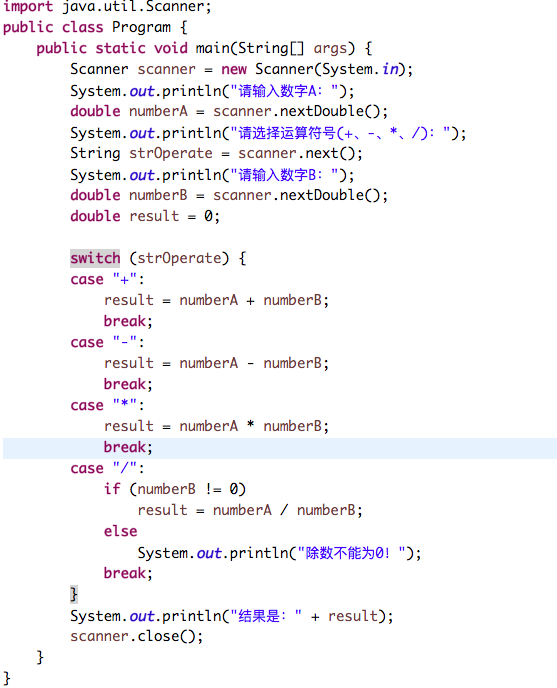 import java.util.Scanner;
public class Program {
    public static void main(String[] args) {
        Scanner scanner = new Scanner(System.in);
        System.out.println("请输入数字A：");
        double numberA = scanner.nextDouble();
        System.out.println("请选择运算符号(+、-、*、/)：");
        String strOperate = scanner.next();
        System.out.println("请输入数字B：");
        double numberB = scanner.nextDouble();
        double result = 0;

        switch (strOperate) {
        case "+":
            result = numberA + numberB;
            break;
        case "-":
            result = numberA - numberB;
            break;
        case "*":
            result = numberA * numberB;
            break;
        case "/":
            if (numberB != 0)
                result = numberA / numberB;
            else
                System.out.println("除数不能为0！");
            break;
        }
        System.out.println("结果是：" + result);
        scanner.close();
    }
}